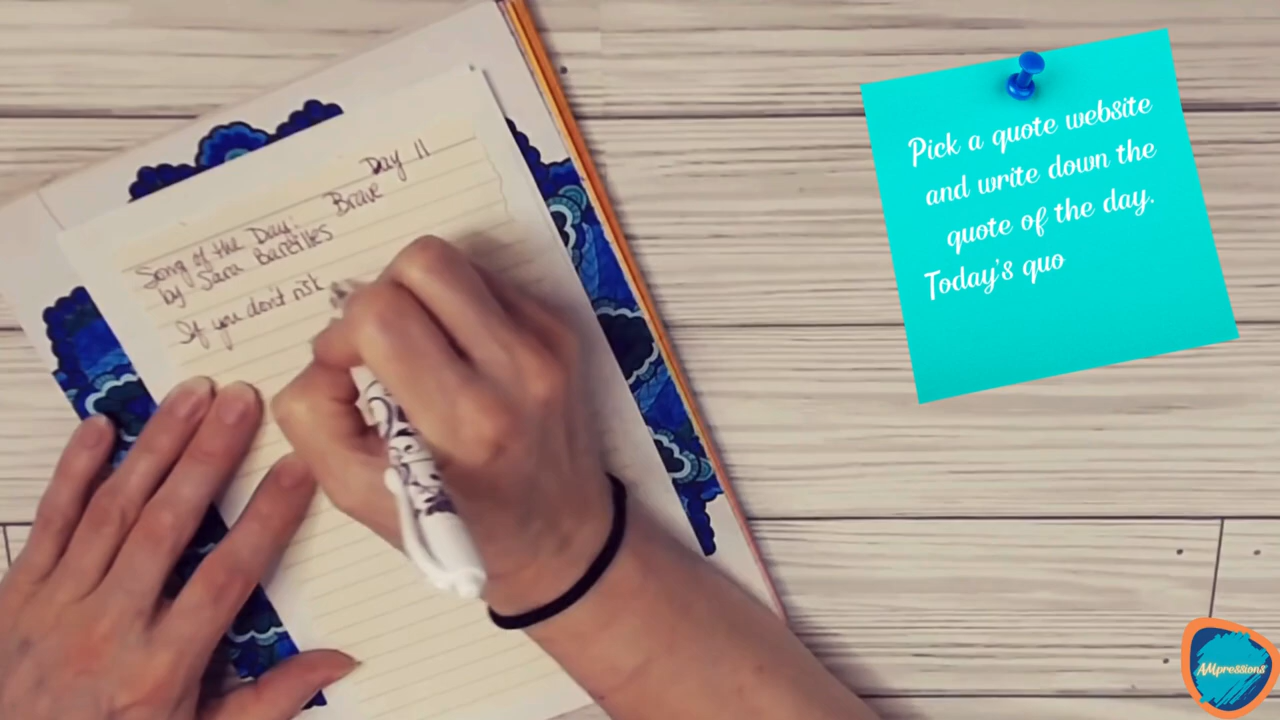 Day 11
Song of the Day: Brave
by Sara Bareilles
If you don't risk
Pick a quote website
and write down the
quote of the day.
Today's quo
AMpressions